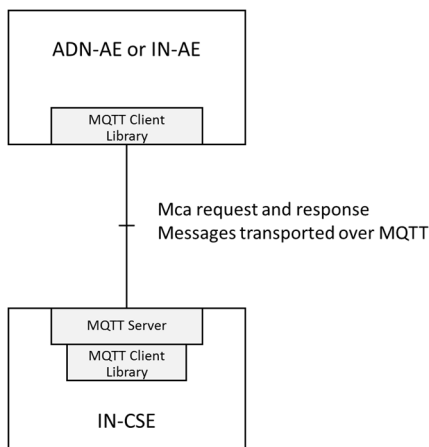 ADN-AE or IN-AE
MQTT Client
Library
Mca request and response
Messages transported over MQTT
MQTT Server
MQTT Client
Library
IN-CSE